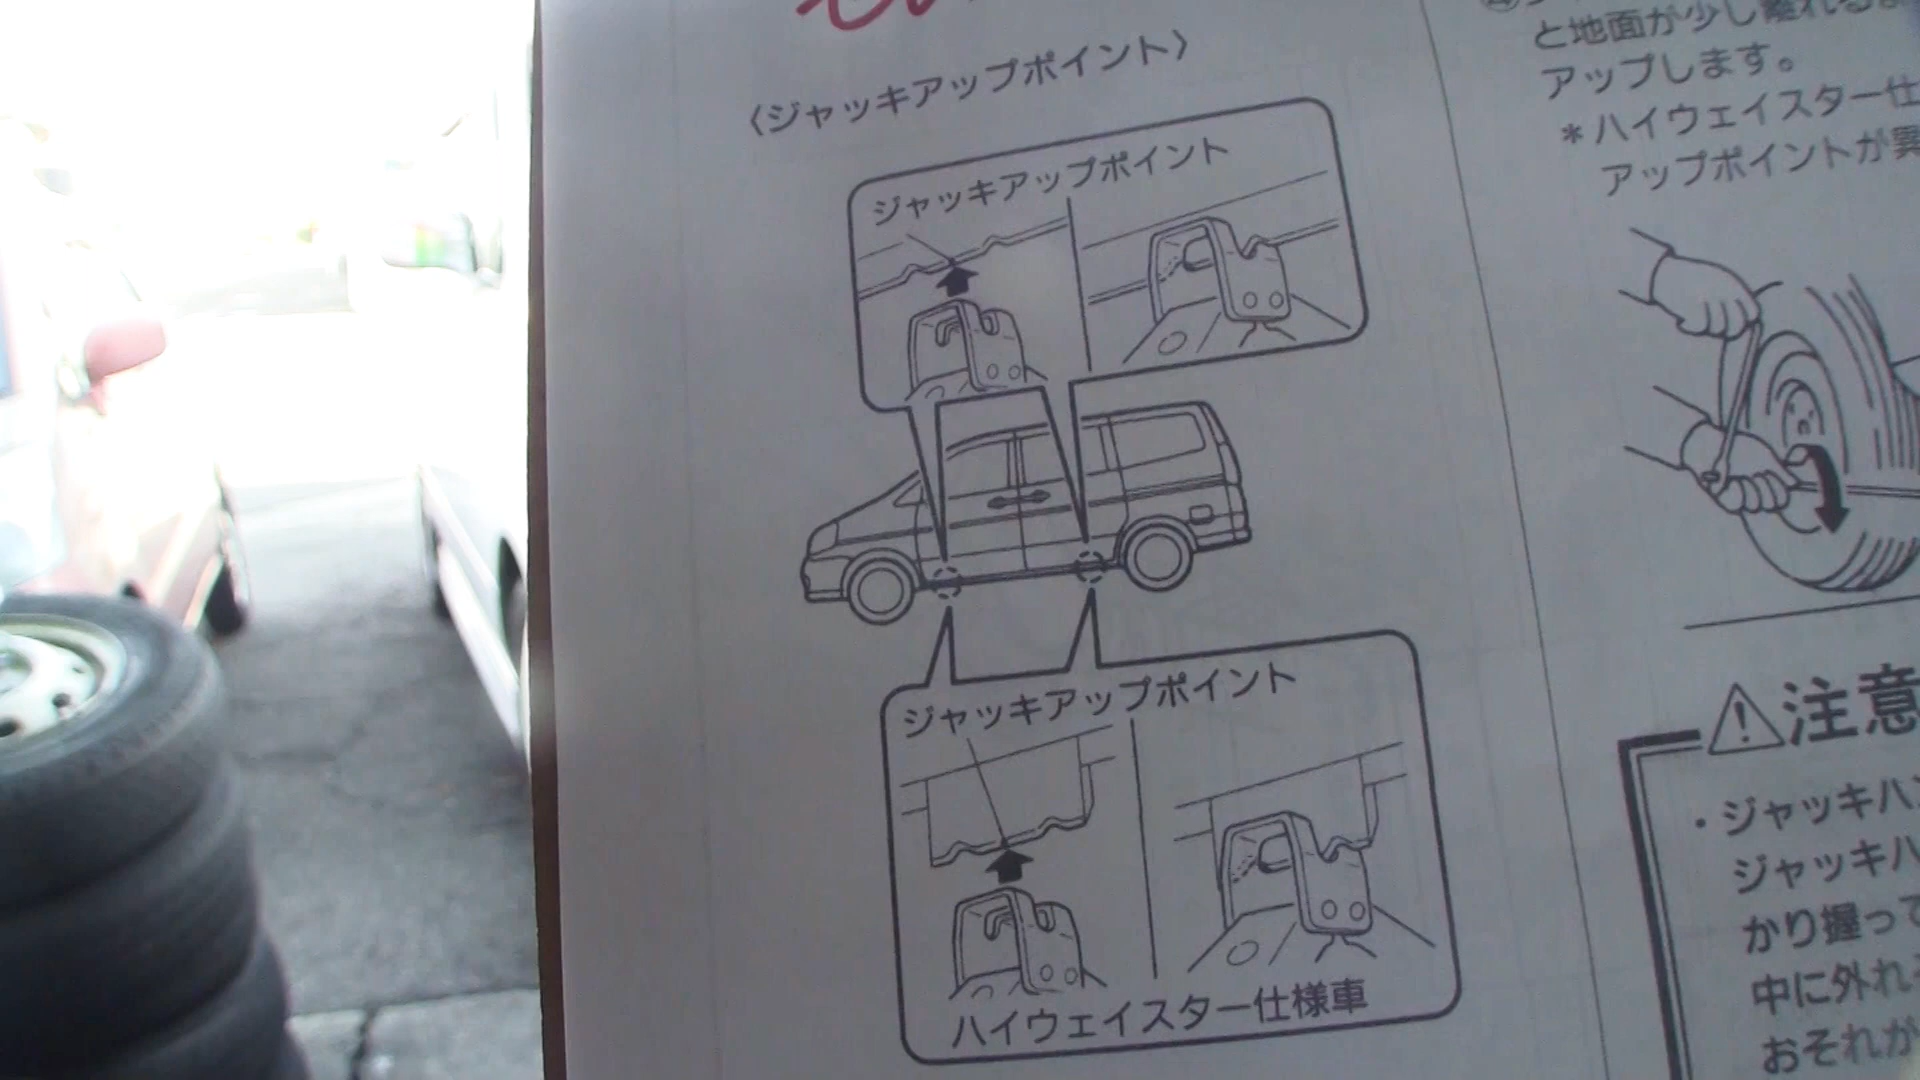 〈ジャッキアップポイント〉
ジャッキアップポイント
ジャッキアップポイント
ハイウェイスター仕様車
と地面が少し離れる
アップします。
＊ハイウェイスター仕
アップポイントが異
注意
・ジャッキハン
ジャッキハ
かり握って
中に外れ
おそれが